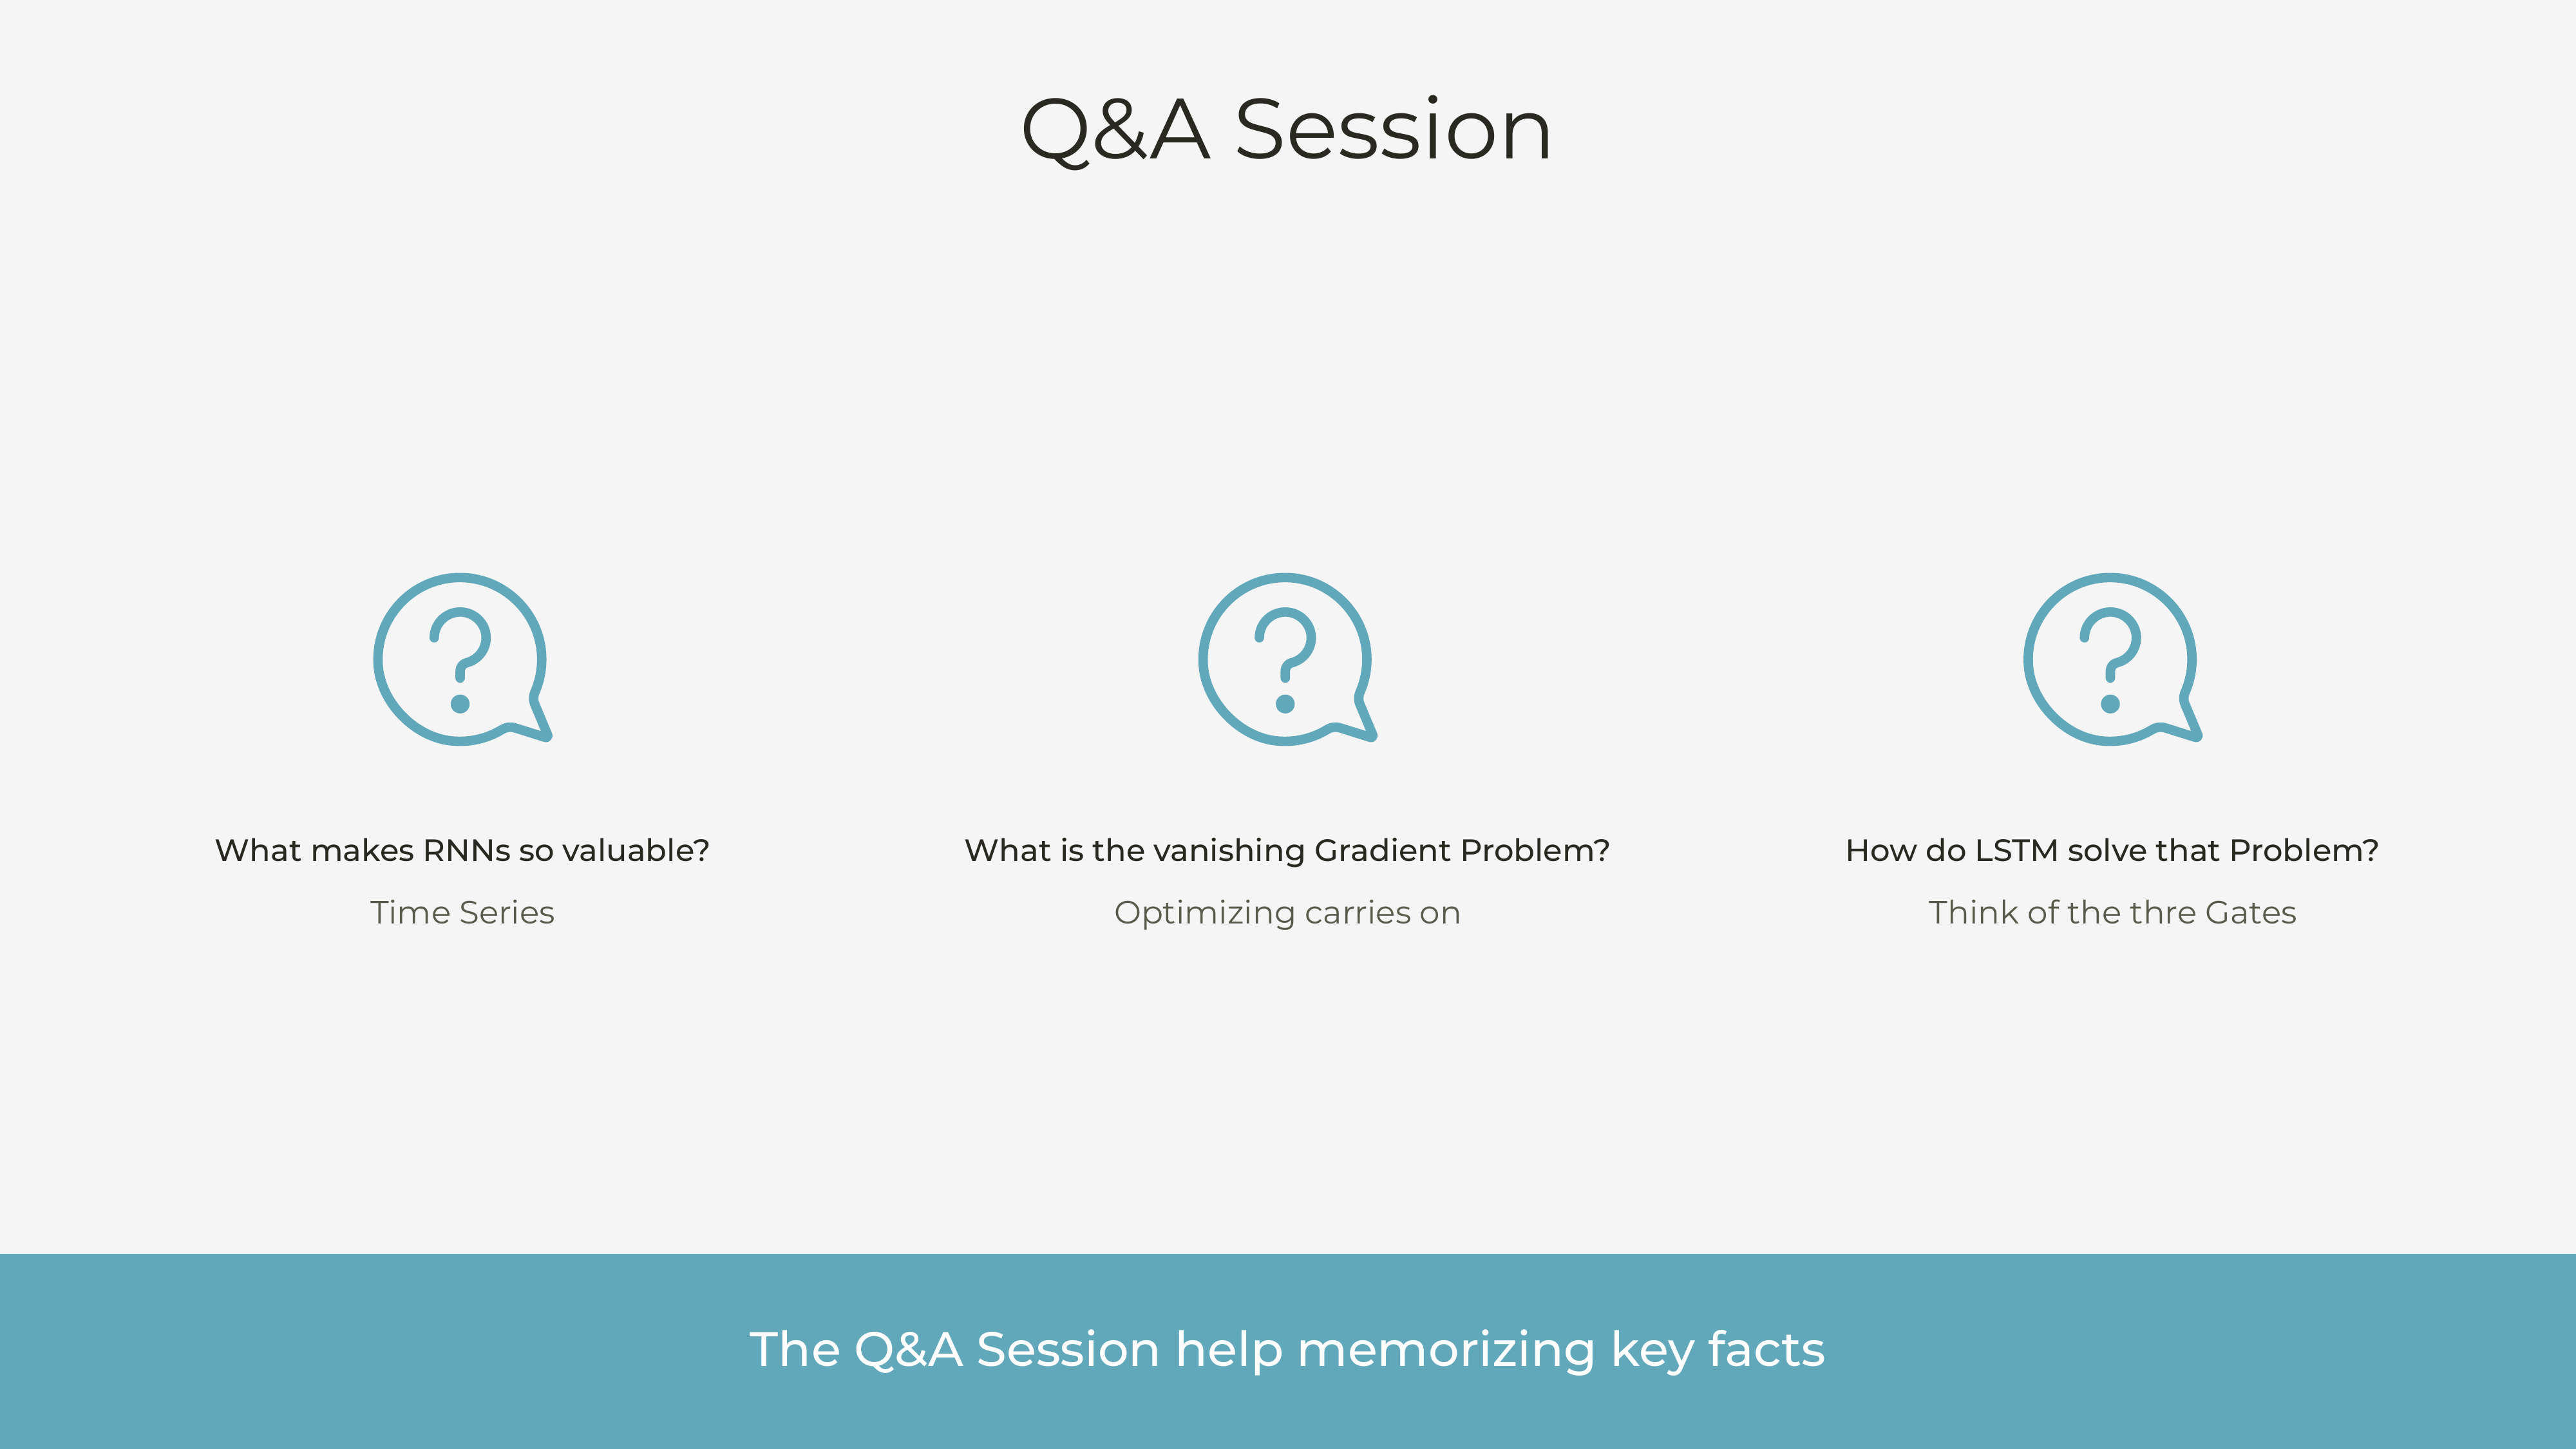 Q&A Session
What makes RNNs so valuable?
Time Series
What is the vanishing Gradient Problem?
Optimizing carries on
How do LSTM solve that Problem?
Think of the thre Gates
The Q&A Session help memorizing key facts